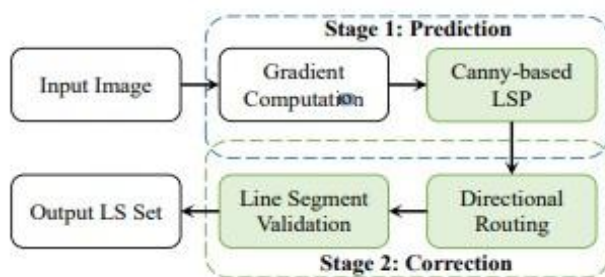 Stage 1: Prediction
Input Image
Gradient
Computation
Canny-based
LSP
Directional
Routing
Line Segment
Validation
Output LS Set
Stage 2: Correction